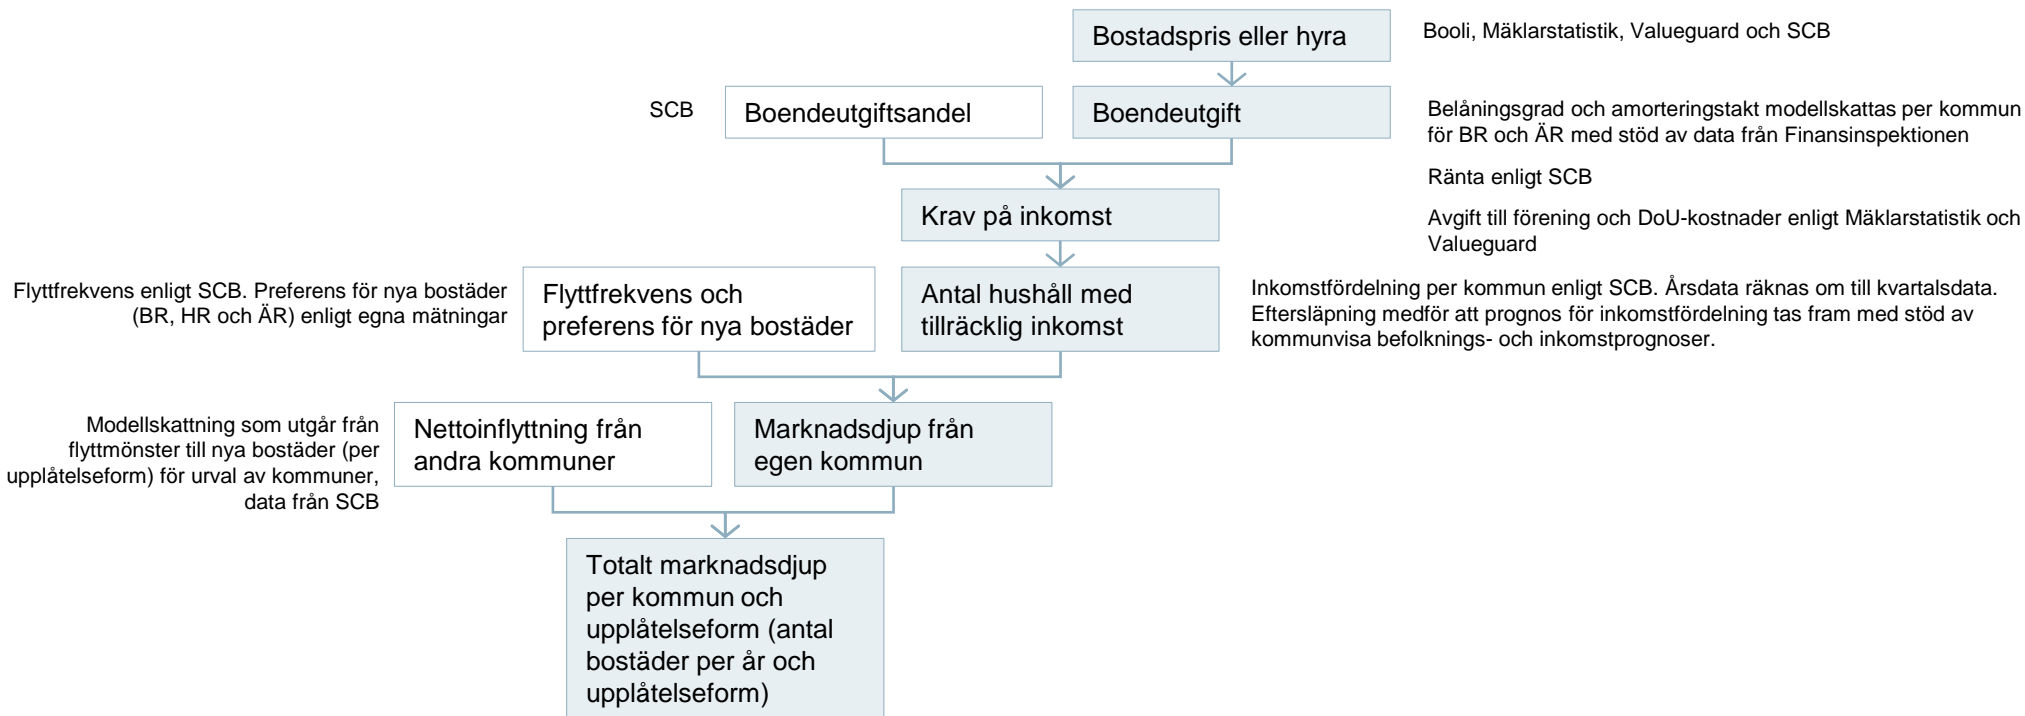 Bostadspris eller hyra
Booli, Mäklarstatistik, Valueguard och SCB
SCB
Boendeutgiftsandel
Boendeutgift
Belåningsgrad och amorteringstakt modellskattas per kommun
för BR och ÄR med stöd av data från Finansinspektionen
Ränta enligt SCB
Avgift till förening och DoU-kostnader enligt Mäklarstatistik och
Valueguard
Krav på inkomst
Flyttfrekvens enligt SCB. Preferens för nya bostäder
(BR, HR och ÄR) enligt egna mätningar
Flyttfrekvens och
preferens för nya bostäder
Antal hushåll med
tillräcklig inkomst
Inkomstfördelning per kommun enligt SCB. Årsdata räknas om till kvartalsdata.
Eftersläpning medför att prognos för inkomstfördelning tas fram med stöd av
kommunvisa befolknings- och inkomstprognoser.
Modellskattning som utgår från
flyttmönster till nya bostäder (per
upplåtelseform) för urval av kommuner,
data från SCB
Nettoinflyttning från
andra kommuner
Marknadsdjup från
egen kommun
Totalt marknadsdjup
per kommun och
upplåtelseform (antal
bostäder per år och
upplåtelseform)